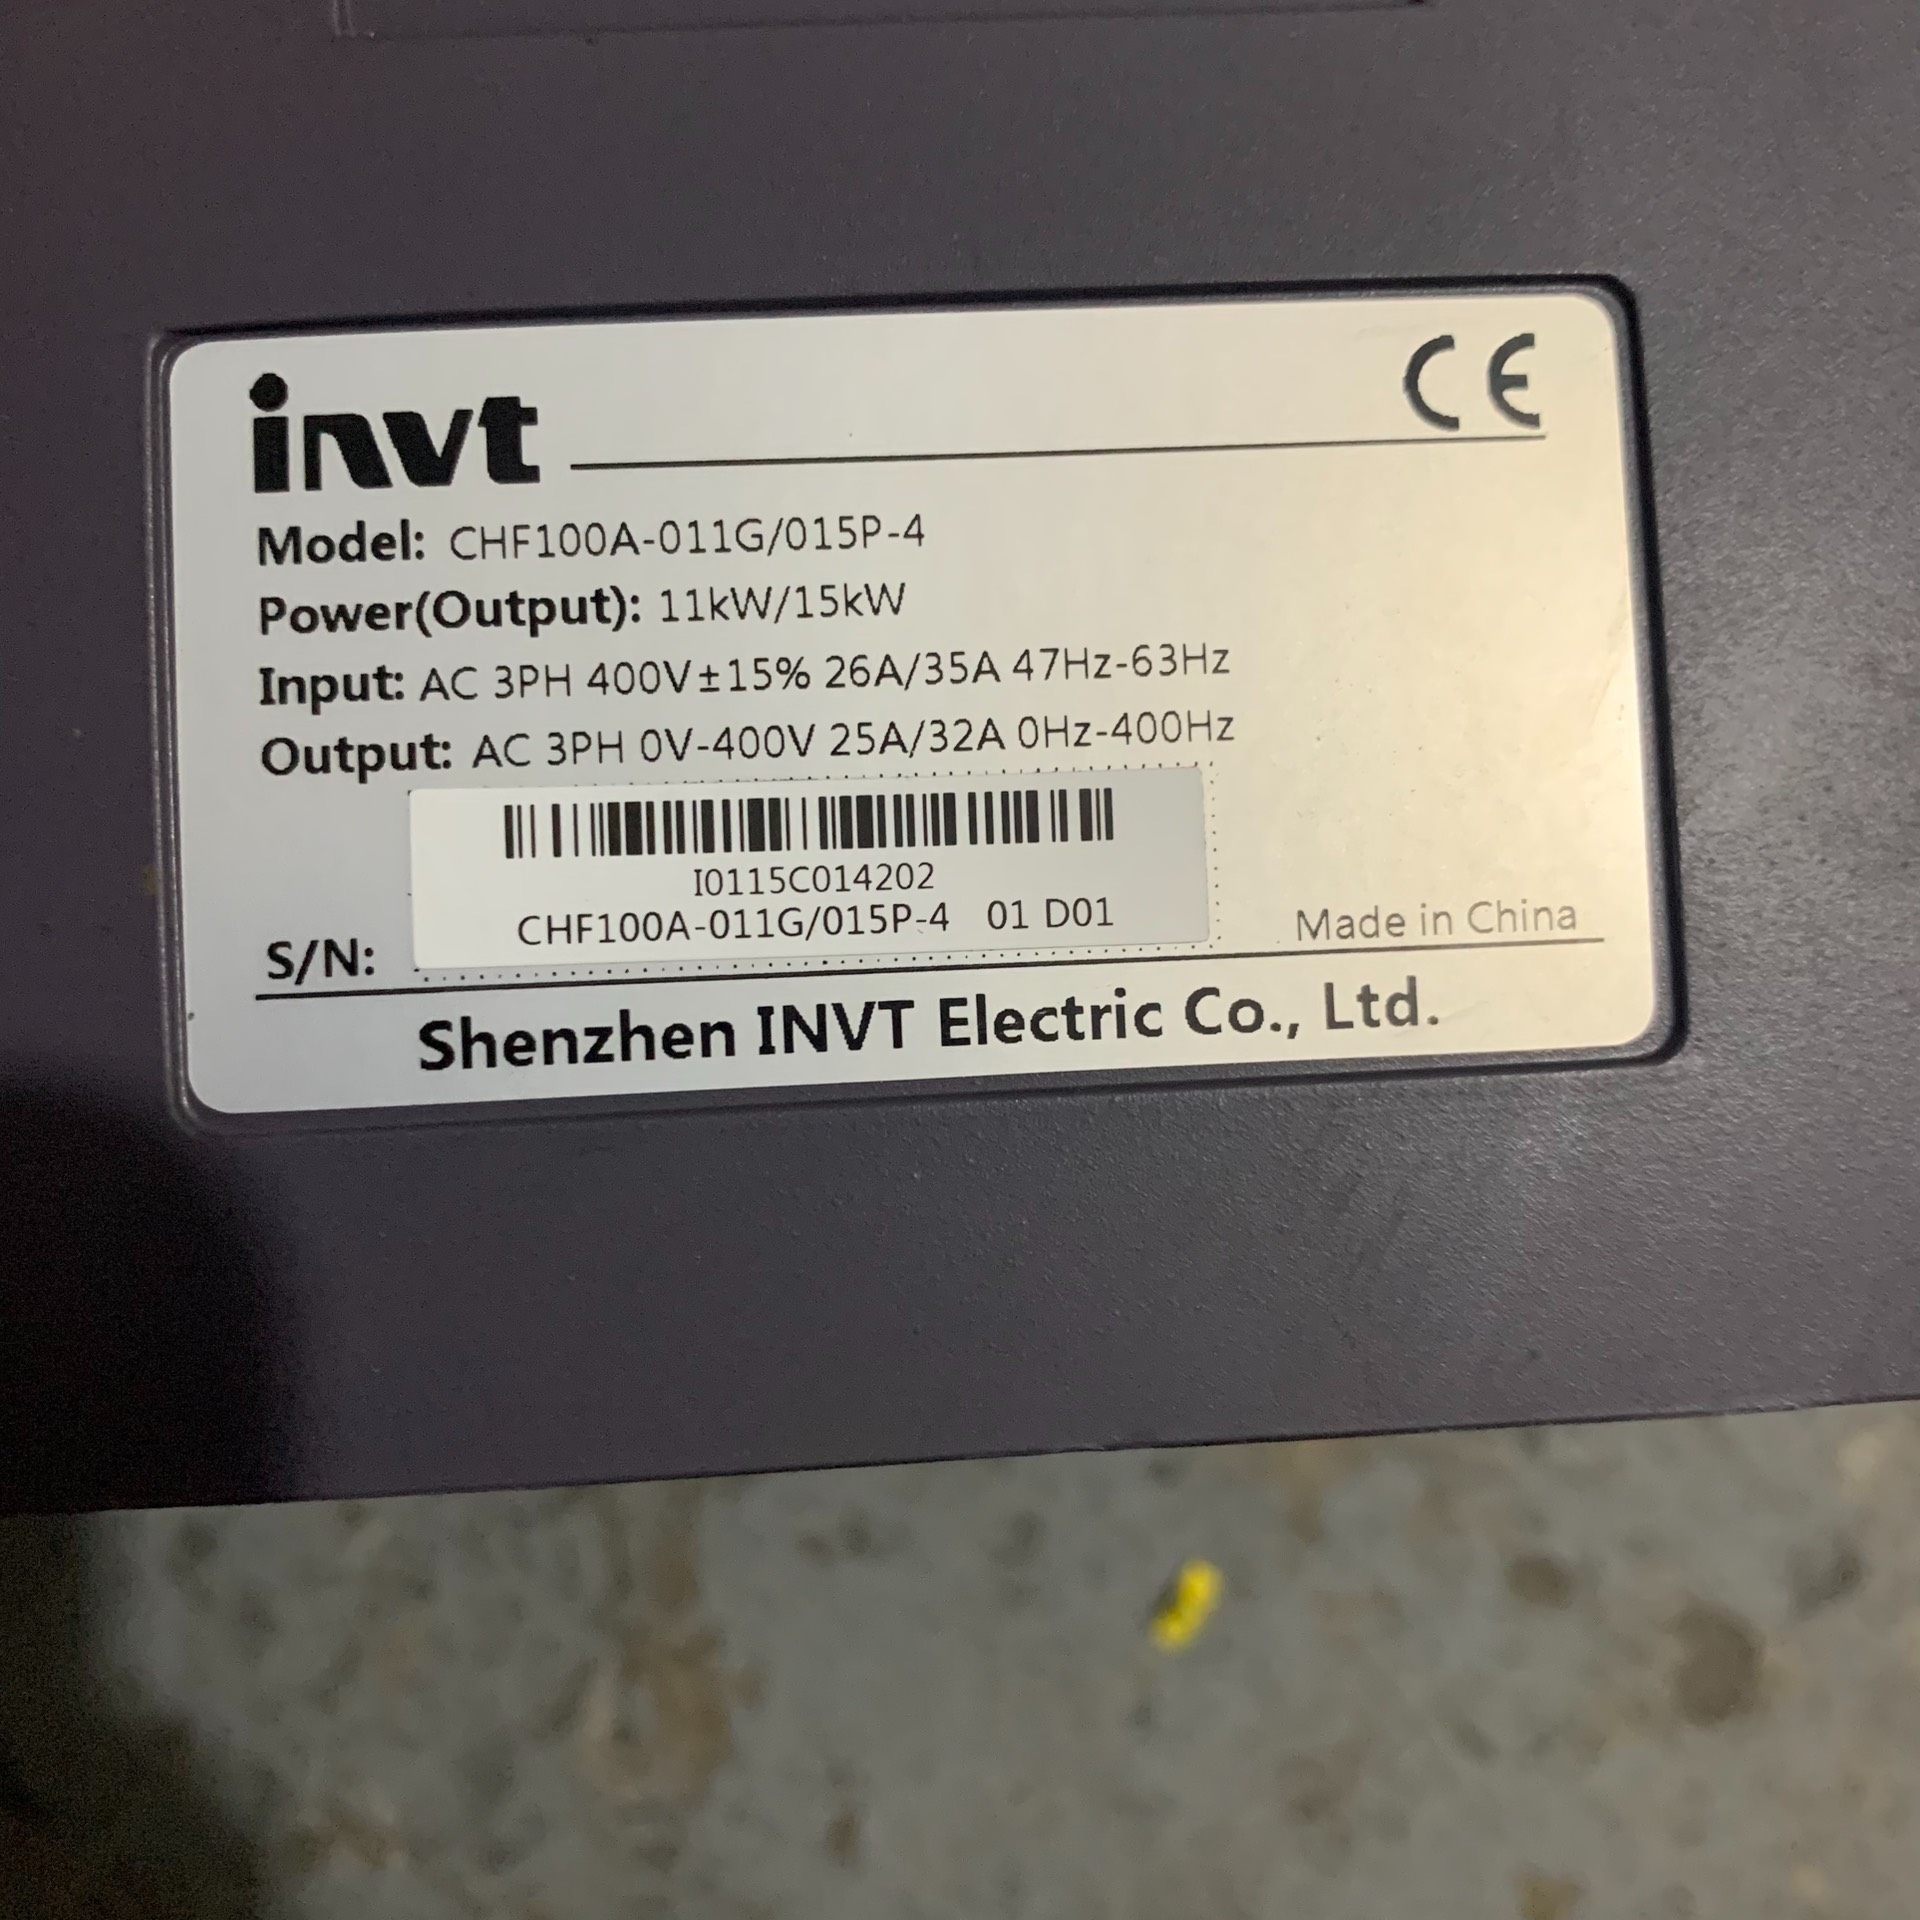 invt
CE
Model: CHF100A-011G/015P-4
Power(Output): 11kW/15kW
Input: AC 3PH 400V±15% 26A/35A 47Hz-63Hz
Output: AC 3PH 0V-400V 25A/32A 0Hz-400Hz
I0115C014202
CHF100A-011G/015P-4 01 D01
S/N:
Made in China
Shenzhen INVT Electric Co., Ltd.